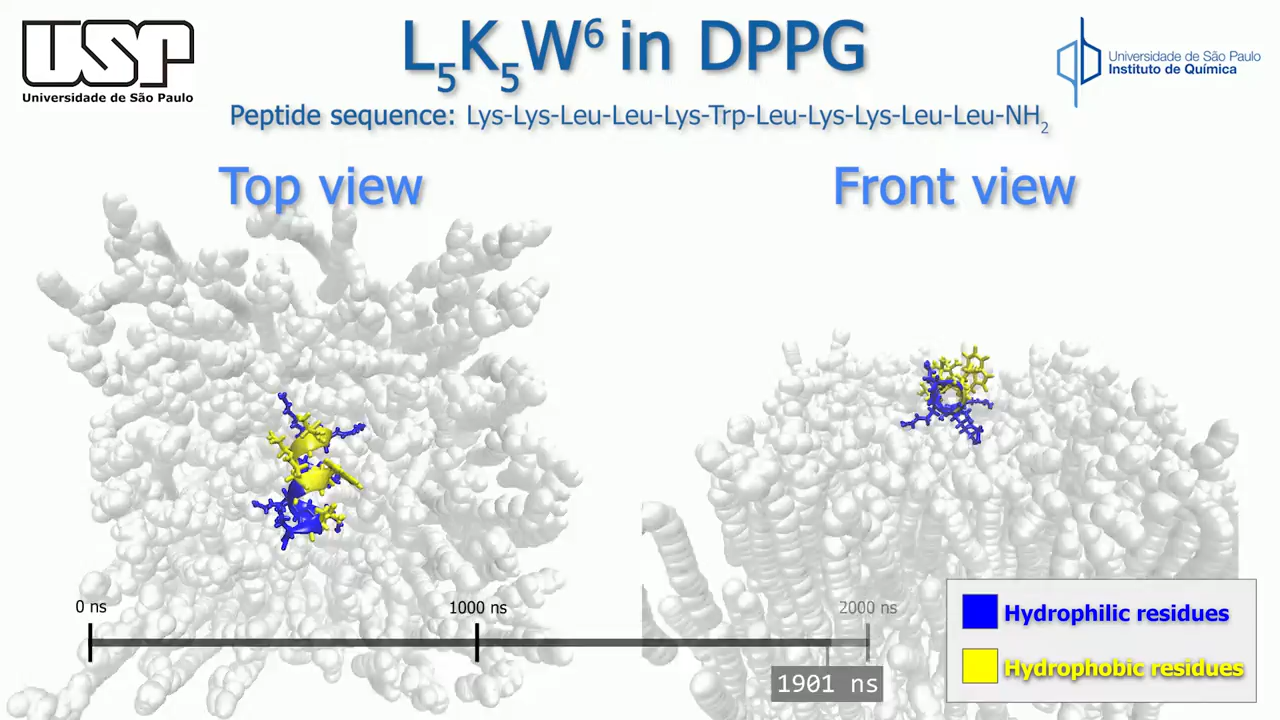 USP
Universidade de São Paulo
L₅K₅W⁶ in DPPG
Universidade de São Paulo
Instituto de Química
Peptide sequence: Lys-Lys-Leu-Leu-Lys-Trp-Leu-Lys-Lys-Leu-Leu-NH₂
Top view
Front view
0 ns
1000 ns
2000 ns
1901 ns
Hydrophilic residues
Hydrophobic residues